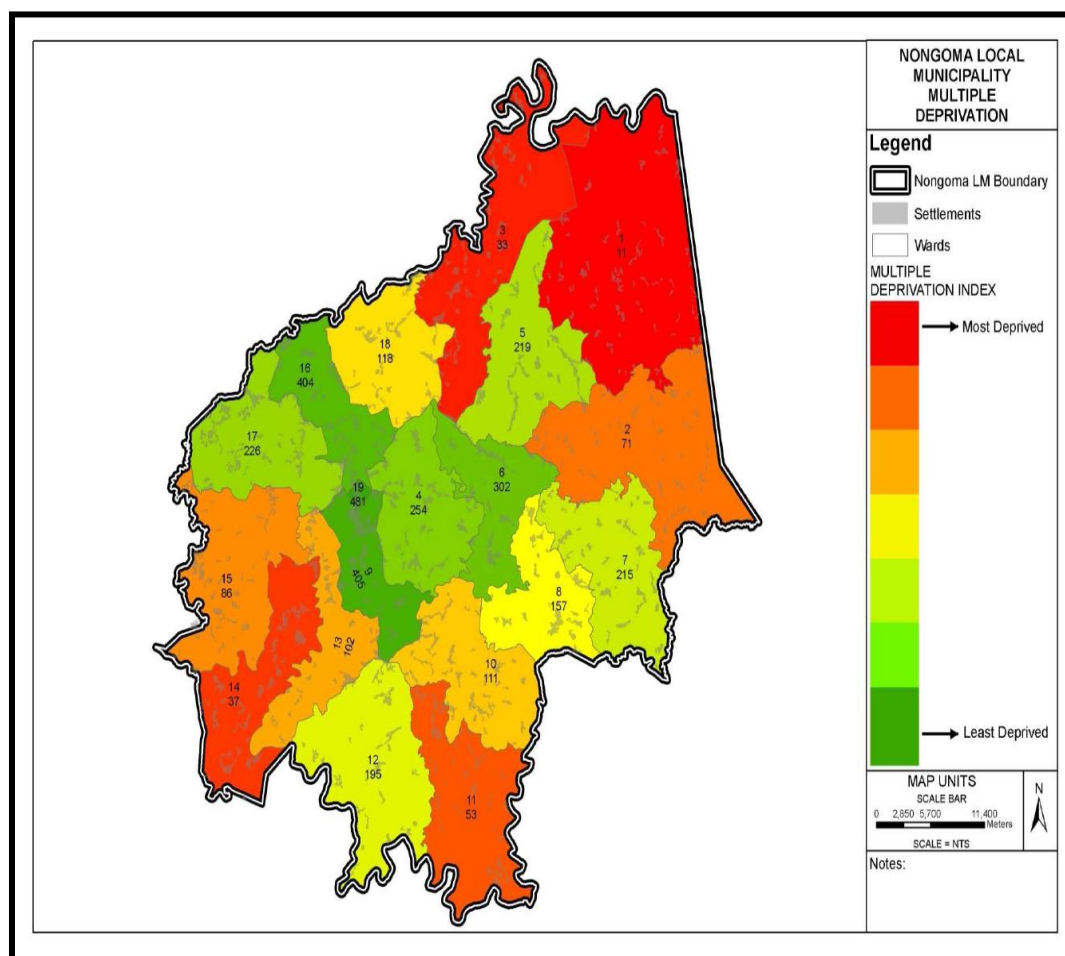 NONGOMA LOCAL
MUNICIPALITY
MULTIPLE
DEPRIVATION
Legend
Nongoma LM Boundary
Settlements
Wards
MULTIPLE
DEPRIVATION INDEX
Most Deprived
Least Deprived
MAP UNITS
SCALE BAR
0 2,850 5,700 11,400
Meters
SCALE = NTS
N
Notes:
3
33
1
11
5
219
18
118
16
404
17
226
2
71
6
302
19
481
4
254
9
405
7
215
8
157
15
86
13
102
10
111
14
37
12
195
11
53